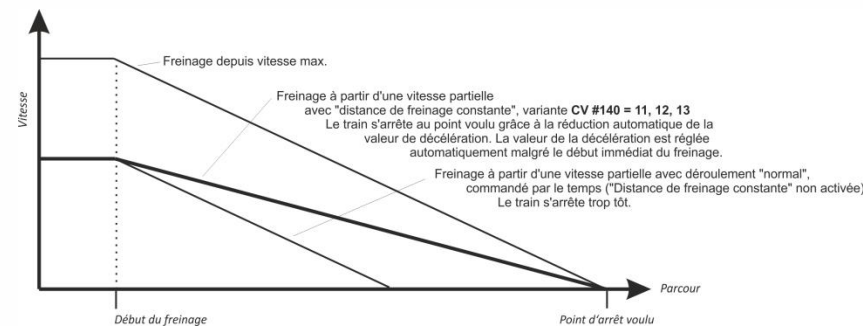 Vitesse
Freinage depuis vitesse max.
Freinage à partir d'une vitesse partielle
avec "distance de freinage constante", variante CV #140 = 11, 12, 13
Le train s'arrête au point voulu grâce à la réduction automatique de la
valeur de décélération. La valeur de la décélération est réglée
automatiquement malgré le début immédiat du freinage.
Freinage à partir d'une vitesse partielle avec déroulement "normal",
commandé par le temps ("Distance de freinage constante" non activée)
Le train s'arrête trop tôt.
Parcour
Début du freinage
Point d'arrêt voulu